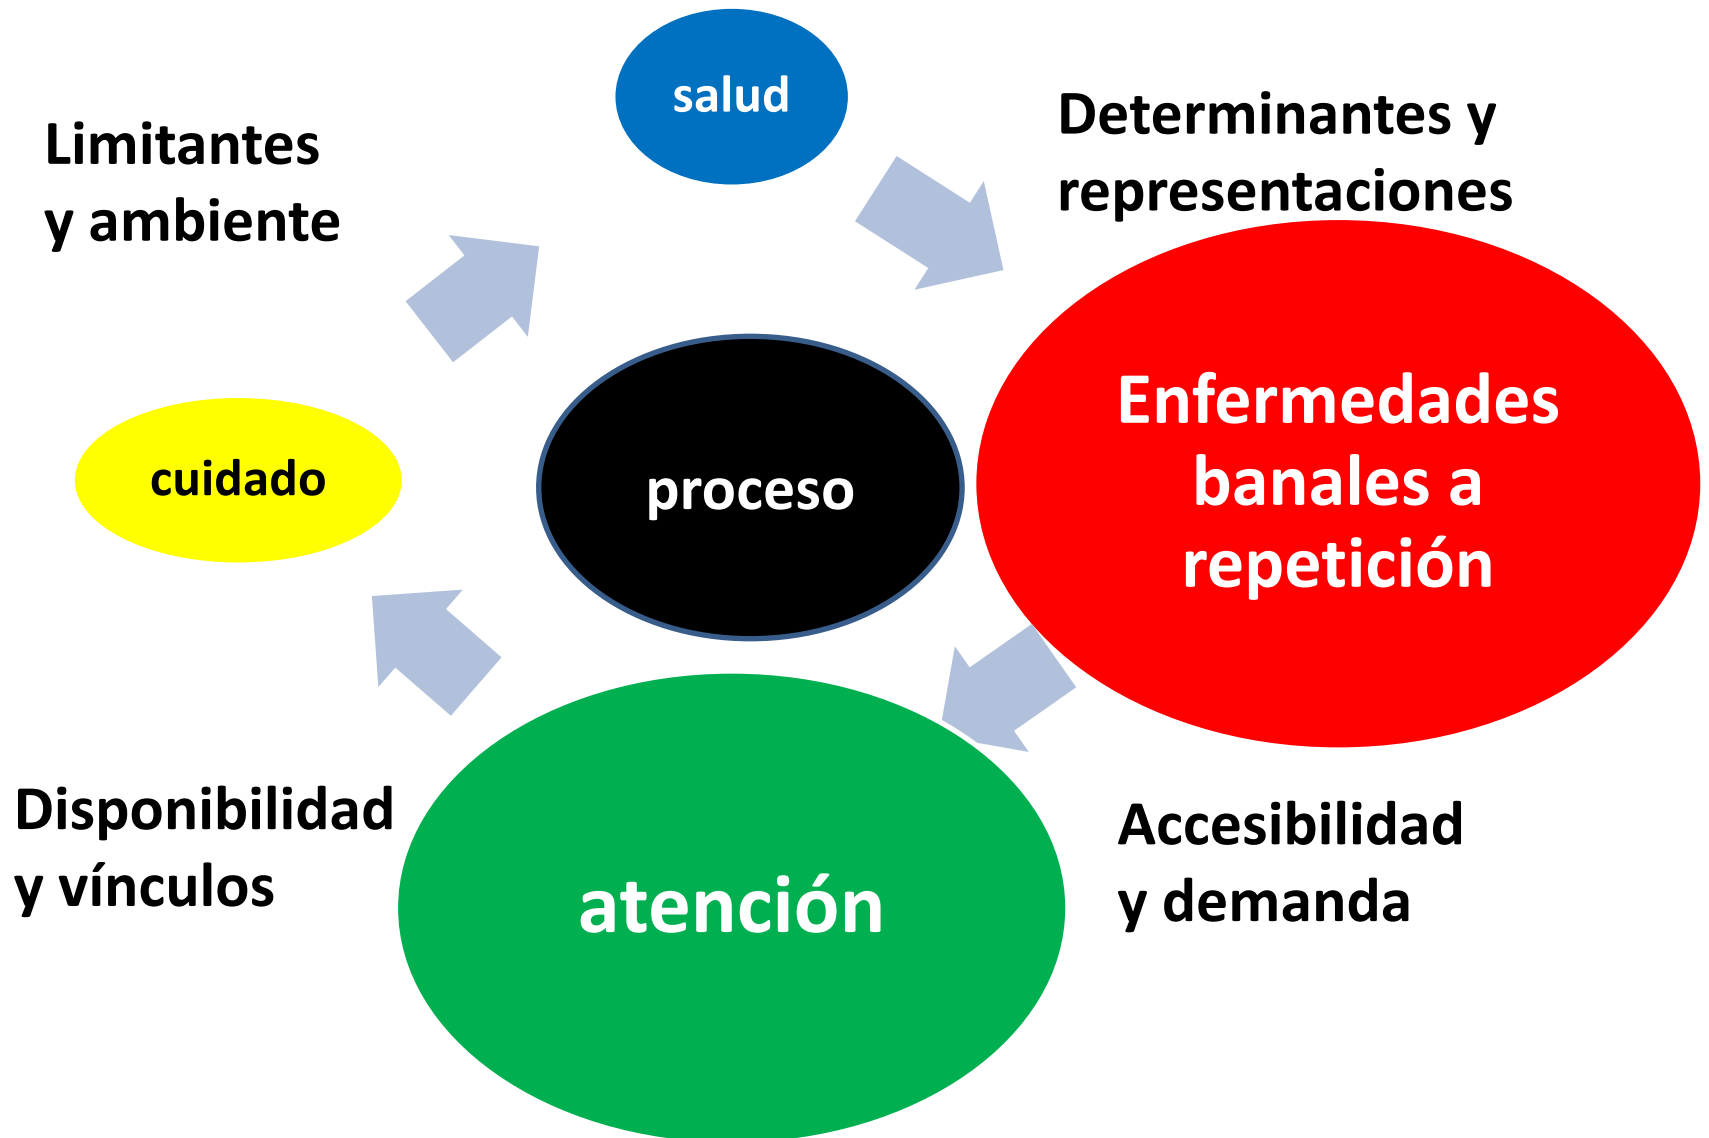 salud
Determinantes y
representaciones
Limitantes
y ambiente
Enfermedades
banales a
repetición
cuidado
proceso
Disponibilidad
y vínculos
atención
Accesibilidad
y demanda